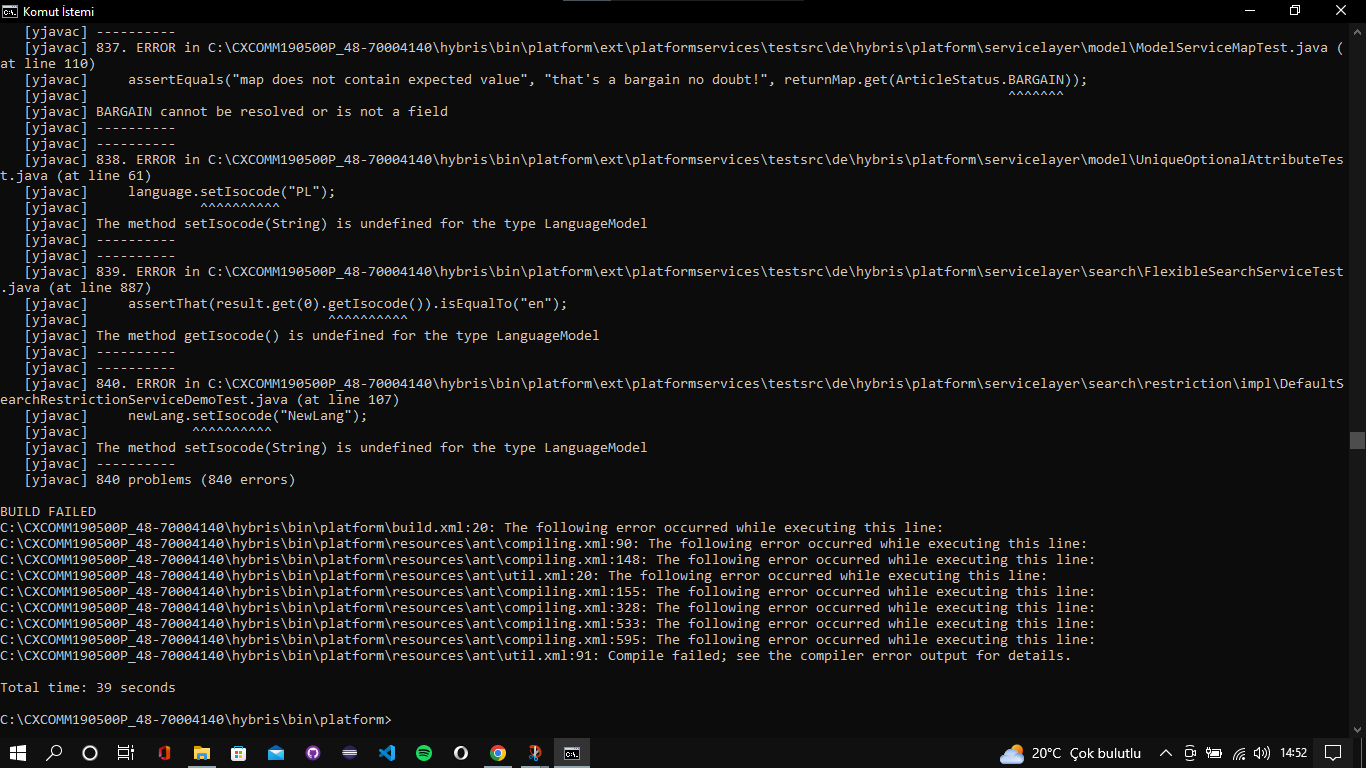 Komut İstemi
[yjavac] ----------
[yjavac] 837. ERROR in C:\CXCOMM190500P_48-70004140\hybris\bin\platform\ext\platformservices\testsrc\de\hybris\platform\servicelayer\model\ModelServiceMapTest.java (
at line 110)
[yjavac]     assertEquals("map does not contain expected value", "that's a bargain no doubt!", returnMap.get(ArticleStatus.BARGAIN));
[yjavac]                                                                                                                   ^^^^^^^
[yjavac] BARGAIN cannot be resolved or is not a field
[yjavac] ----------
[yjavac] ----------
[yjavac] 838. ERROR in C:\CXCOMM190500P_48-70004140\hybris\bin\platform\ext\platformservices\testsrc\de\hybris\platform\servicelayer\model\UniqueOptionalAttributeTes
t.java (at line 61)
[yjavac]     language.setIsocode("PL");
[yjavac]              ^^^^^^^^^^
[yjavac] The method setIsocode(String) is undefined for the type LanguageModel
[yjavac] ----------
[yjavac] ----------
[yjavac] 839. ERROR in C:\CXCOMM190500P_48-70004140\hybris\bin\platform\ext\platformservices\testsrc\de\hybris\platform\servicelayer\search\FlexibleSearchServiceTest
.java (at line 887)
[yjavac]     assertThat(result.get(0).getIsocode()).isEqualTo("en");
[yjavac]                              ^^^^^^^^^^
[yjavac] The method getIsocode() is undefined for the type LanguageModel
[yjavac] ----------
[yjavac] ----------
[yjavac] 840. ERROR in C:\CXCOMM190500P_48-70004140\hybris\bin\platform\ext\platformservices\testsrc\de\hybris\platform\servicelayer\search\restriction\impl\DefaultS
earchRestrictionServiceDemoTest.java (at line 107)
[yjavac]     newLang.setIsocode("NewLang");
[yjavac]             ^^^^^^^^^^
[yjavac] The method setIsocode(String) is undefined for the type LanguageModel
[yjavac] ----------
[yjavac] 840 problems (840 errors)
BUILD FAILED
C:\CXCOMM190500P_48-70004140\hybris\bin\platform\build.xml:20: The following error occurred while executing this line:
C:\CXCOMM190500P_48-70004140\hybris\bin\platform\resources\ant\compiling.xml:90: The following error occurred while executing this line:
C:\CXCOMM190500P_48-70004140\hybris\bin\platform\resources\ant\compiling.xml:148: The following error occurred while executing this line:
C:\CXCOMM190500P_48-70004140\hybris\bin\platform\resources\ant\util.xml:20: The following error occurred while executing this line:
C:\CXCOMM190500P_48-70004140\hybris\bin\platform\resources\ant\compiling.xml:155: The following error occurred while executing this line:
C:\CXCOMM190500P_48-70004140\hybris\bin\platform\resources\ant\compiling.xml:328: The following error occurred while executing this line:
C:\CXCOMM190500P_48-70004140\hybris\bin\platform\resources\ant\compiling.xml:533: The following error occurred while executing this line:
C:\CXCOMM190500P_48-70004140\hybris\bin\platform\resources\ant\compiling.xml:595: The following error occurred while executing this line:
C:\CXCOMM190500P_48-70004140\hybris\bin\platform\resources\ant\util.xml:91: Compile failed; see the compiler error output for details.
Total time: 39 seconds
C:\CXCOMM190500P_48-70004140\hybris\bin\platform>
20°C Çok bulutlu 14:52